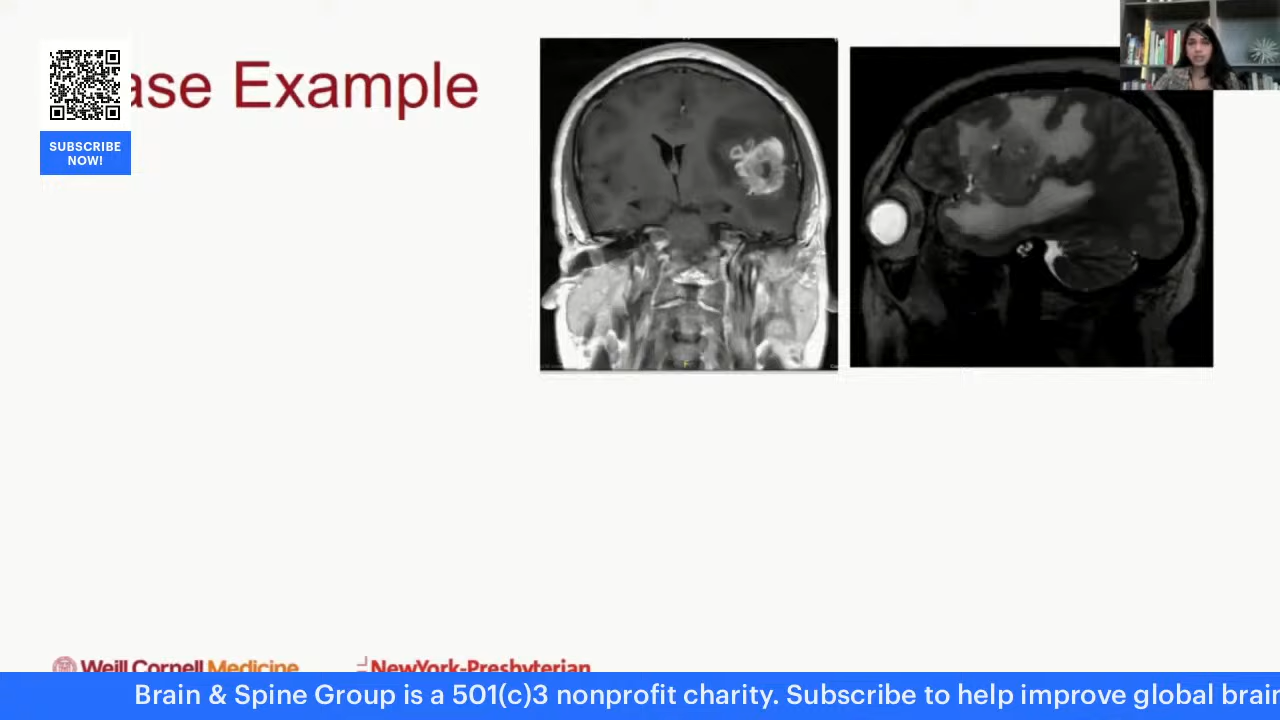 ase Example
SUBSCRIBE
NOW!
Weill Cornell Medicine
NewYork-Presbyterian
Brain & Spine Group is a 501(c)3 nonprofit charity. Subscribe to help improve global brain